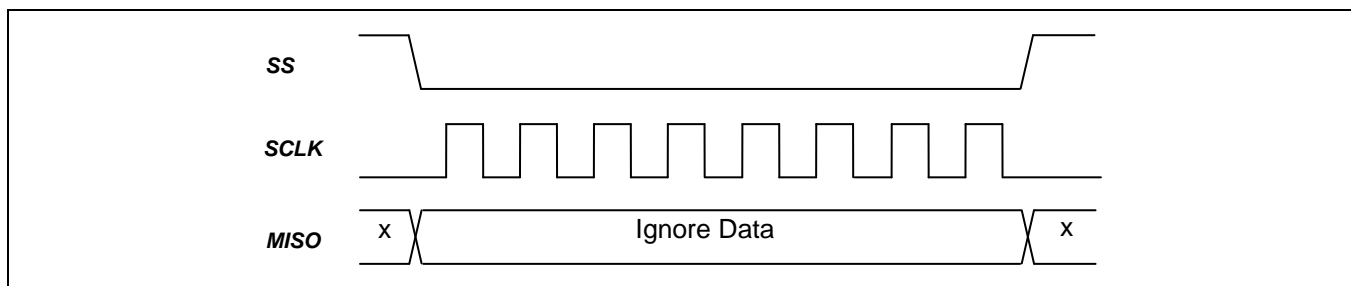 SS
SCLK
MISO
x
Ignore Data
x